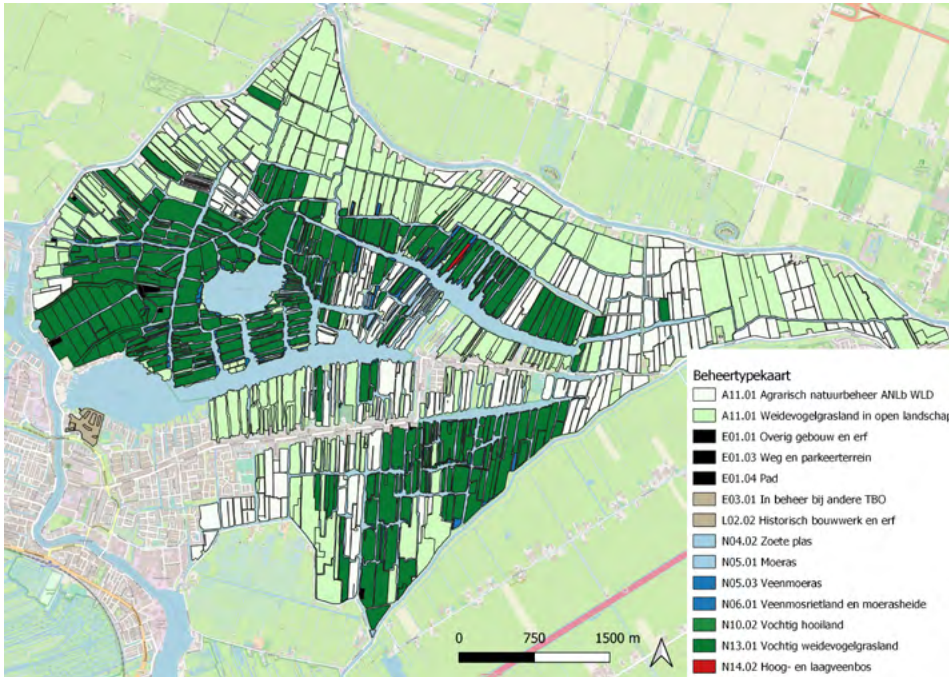 Beheertypekaart
A11.01 Agrarisch natuurbeheer ANLb WLD
A11.01 Weidevogelgrasland in open landschap
E01.01 Overig gebouw en erf
E01.03 Weg en parkeerterrein
E01.04 Pad
E03.01 In beheer bij andere TBO
L02.02 Historisch bouwwerk en erf
N04.02 Zoete plas
N05.01 Moeras
N05.03 Veenmoeras
N06.01 Veenmosrietland en moerasheide
N10.02 Vochtig hooiland
N13.01 Vochtig weidevogelgrasland
N14.02 Hoog- en laagveenbos
0 750 1500 m